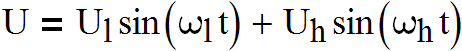 U = U_l sin(ω_l t) + U_h sin(ω_h t)